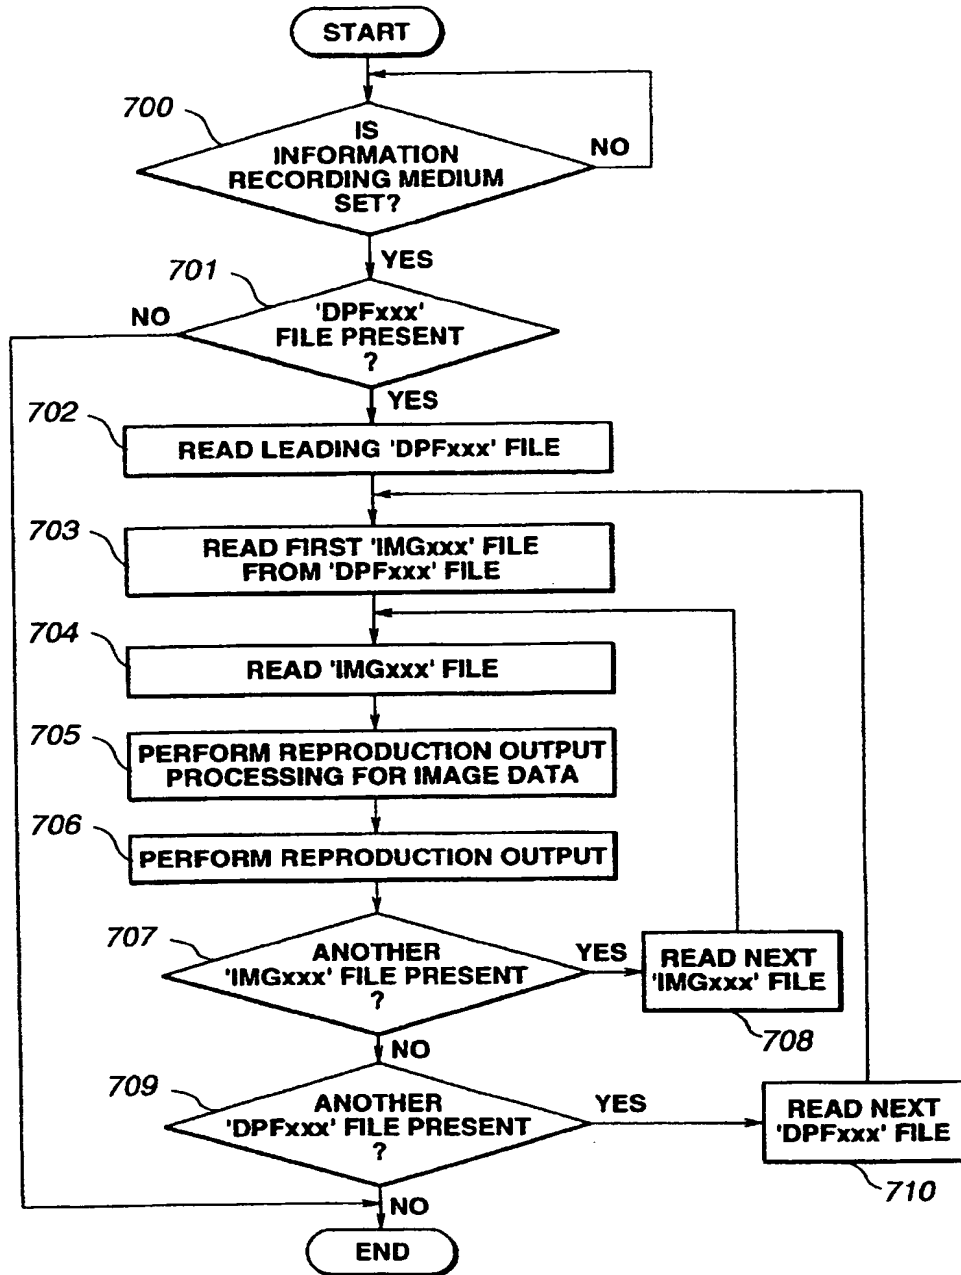 START
700
IS
INFORMATION
RECORDING MEDIUM
SET?
NO
YES
701
NO
'DPFxxx'
FILE PRESENT
?
YES
702
READ LEADING 'DPFxxx' FILE
703
READ FIRST 'IMGxxx' FILE
FROM 'DPFxxx' FILE
704
READ 'IMGxxx' FILE
705
PERFORM REPRODUCTION OUTPUT
PROCESSING FOR IMAGE DATA
706
PERFORM REPRODUCTION OUTPUT
707
ANOTHER
'IMGxxx' FILE PRESENT
?
YES
READ NEXT
'IMGxxx' FILE
708
NO
709
ANOTHER
'DPFxxx' FILE PRESENT
?
YES
READ NEXT
'DPFxxx' FILE
710
NO
END